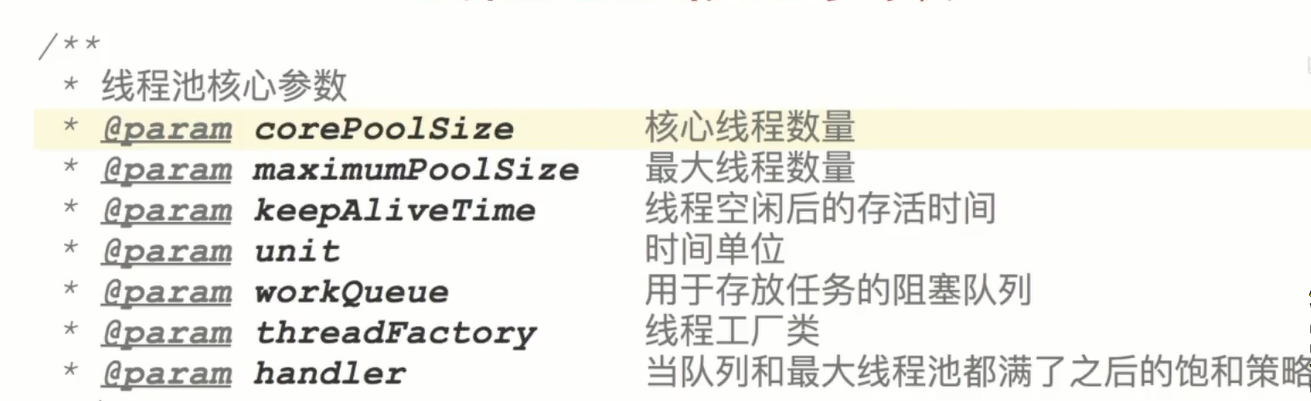 /**
* 线程池核心参数
* @param corePoolSize 核心线程数量
* @param maximumPoolSize 最大线程数量
* @param keepAliveTime 线程空闲后的存活时间
* @param unit 时间单位
* @param workQueue 用于存放任务的阻塞队列
* @param threadFactory 线程工厂类
* @param handler 当队列和最大线程池都满了之后的饱和策略